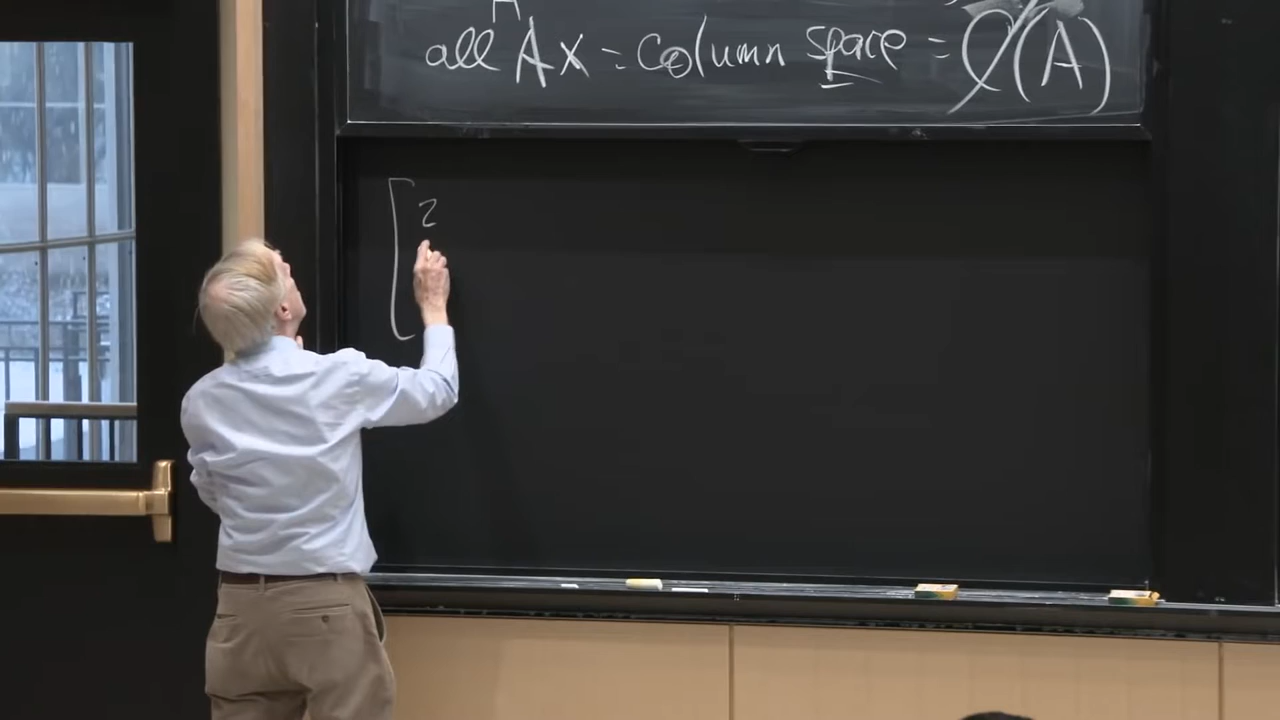 A
all Ax = column space = C(A)
[ 2